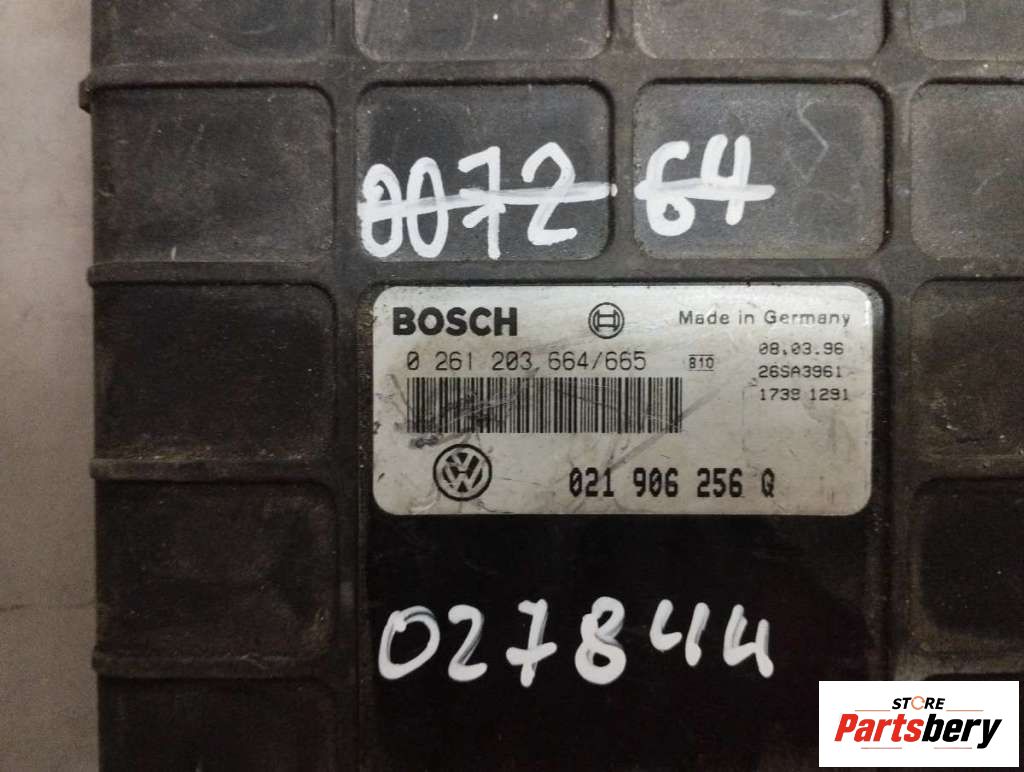 0072 64
BOSCH
Made in Germany
0 261 203 664/665
810
08.03.96
26SA3961
1739 1291
021 906 256 Q
027844
STORE
Partsbery